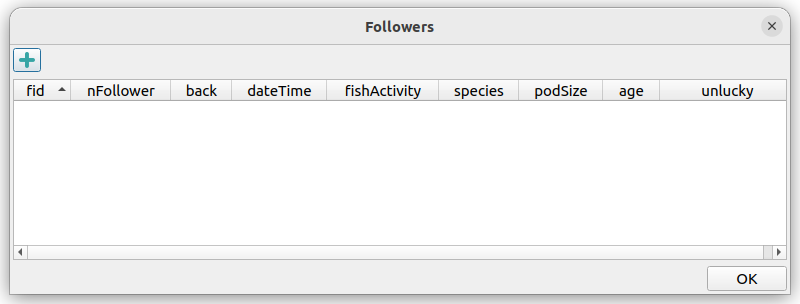 Followers
fid nFollower back dateTime fishActivity species podSize age unlucky
OK